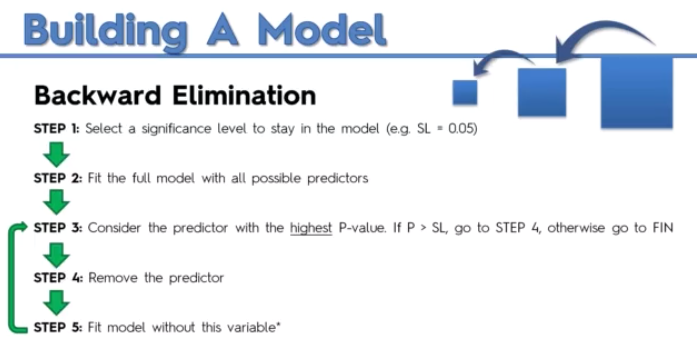 Building A Model
Backward Elimination
STEP 1: Select a significance level to stay in the model (e.g. SL = 0.05)
STEP 2: Fit the full model with all possible predictors
STEP 3: Consider the predictor with the highest P-value. If P > SL, go to STEP 4, otherwise go to FIN
STEP 4: Remove the predictor
STEP 5: Fit model without this variable*